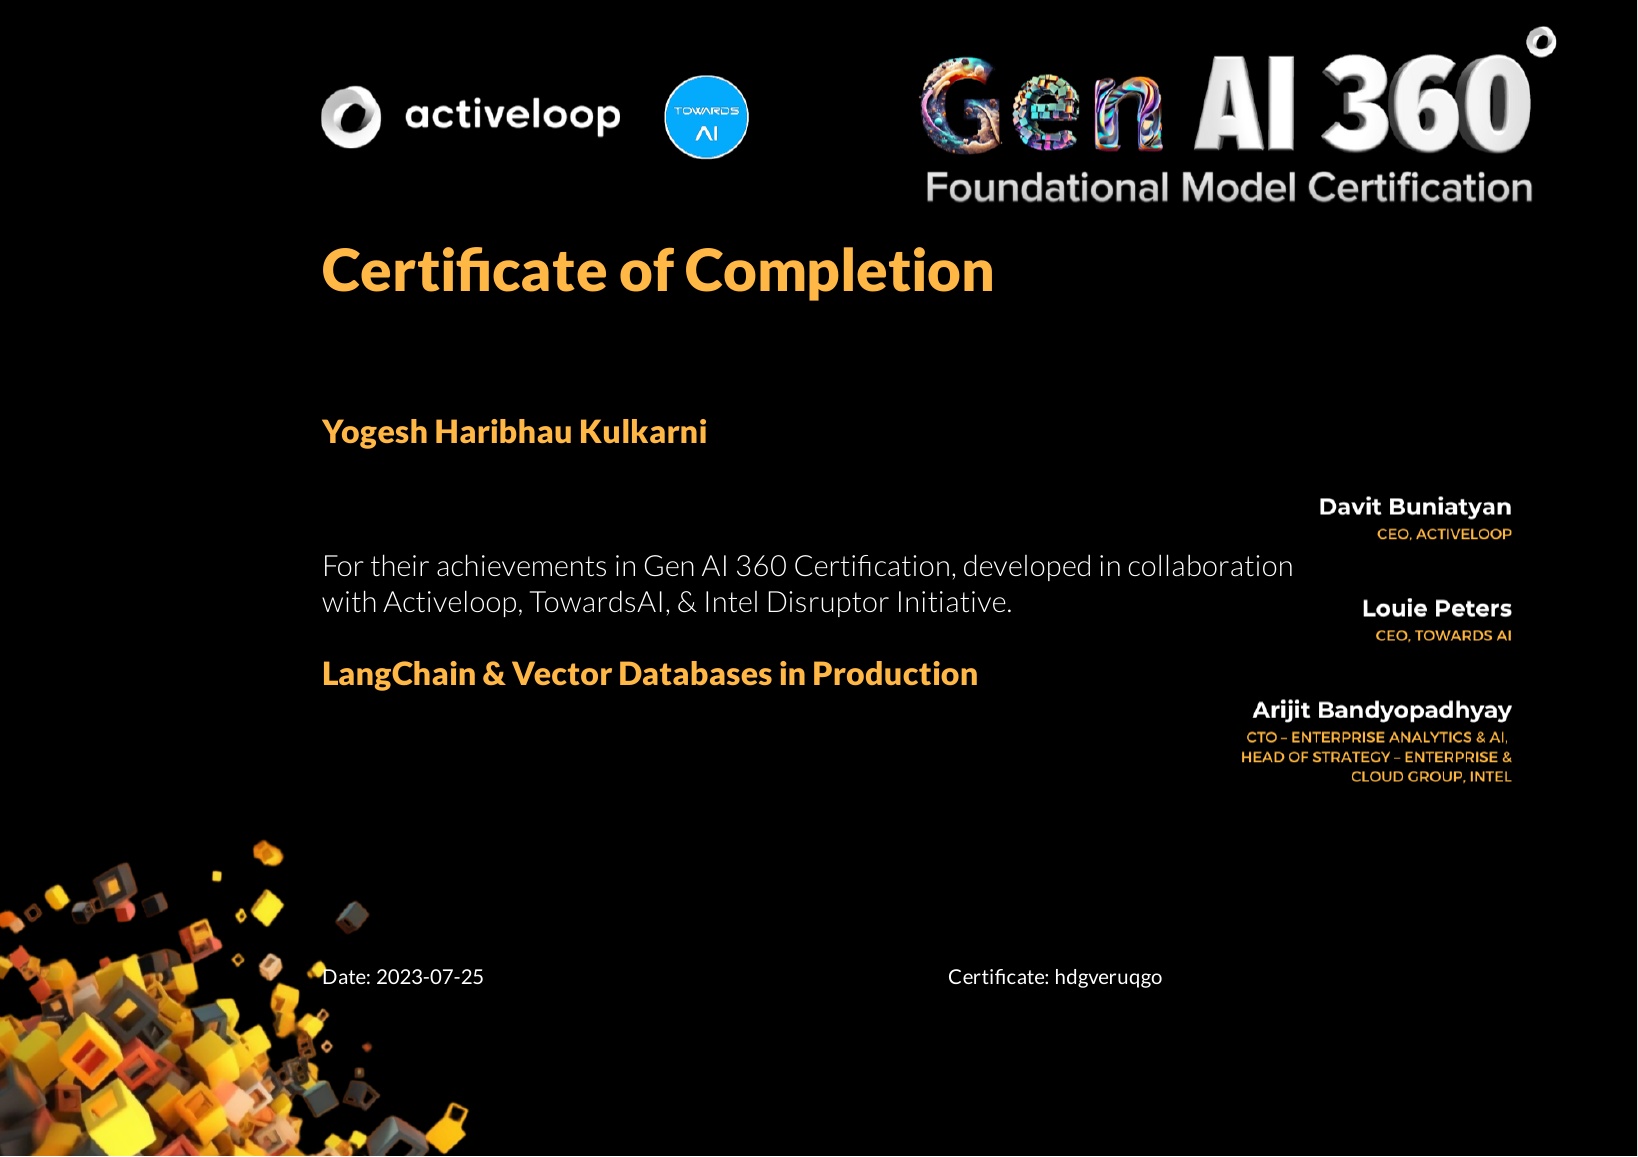 activeloop
TOWARDS
AI
Gen AI 360
Foundational Model Certification
Certificate of Completion
Yogesh Haribhau Kulkarni
Davit Buniatyan
CEO, ACTIVELOOP
For their achievements in Gen AI 360 Certification, developed in collaboration
with Activeloop, TowardsAI, & Intel Disruptor Initiative.
Louie Peters
CEO, TOWARDS AI
LangChain & Vector Databases in Production
Arijit Bandyopadhyay
CTO – ENTERPRISE ANALYTICS & AI,
HEAD OF STRATEGY – ENTERPRISE &
CLOUD GROUP, INTEL
Date: 2023-07-25
Certificate: hdgveruqgo